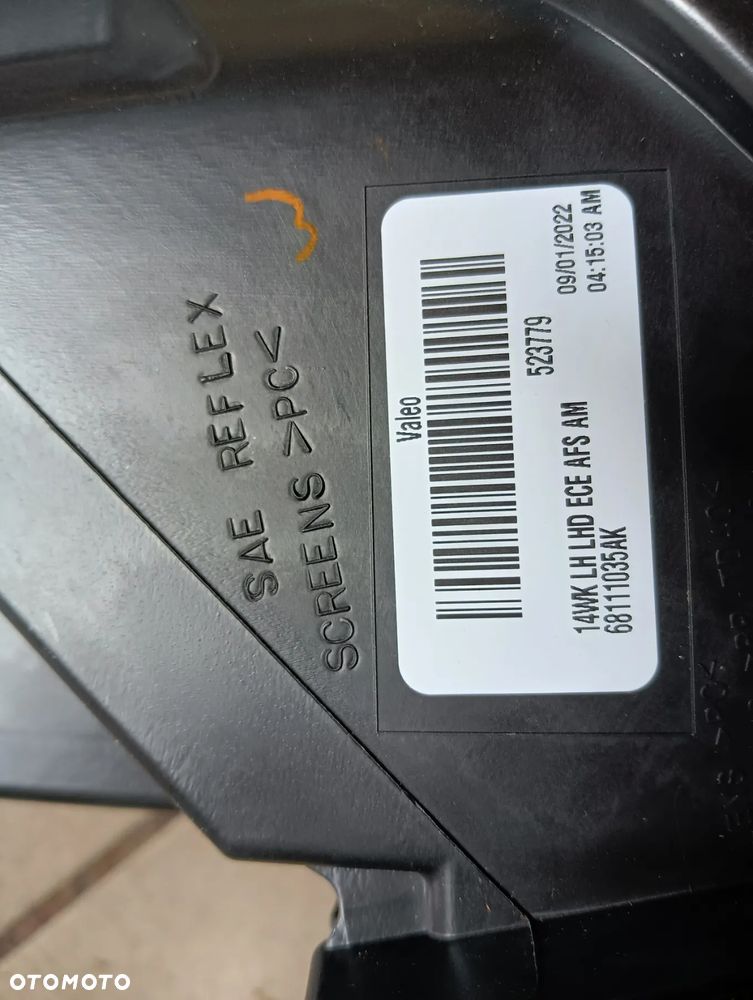 SAE REFLEX
SCREENS >PC<
Valeo
523779
14WK LH LHD ECE AFS AM
68111035AK
09/01/2022
04:15:03 AM
OTOMOTO